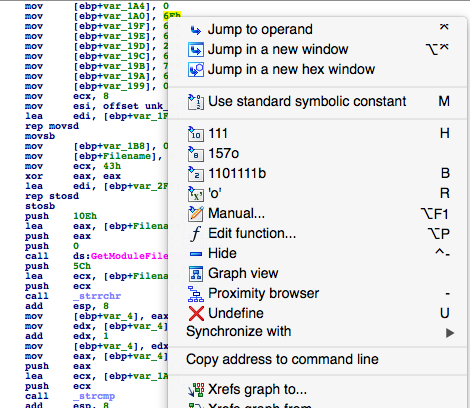 mov [ebp+var_1A4], 0
mov [ebp+var_1A0], 6Fh
mov [ebp+var_19F], 6
mov [ebp+var_19E], 6
mov [ebp+var_19D], 2
mov [ebp+var_19C], 6
mov [ebp+var_19B], 7
mov [ebp+var_19A], 6
mov [ebp+var_199], 0
mov ecx, 8
mov esi, offset unk_
lea edi, [ebp+var_1F
rep movsd
movsb
mov [ebp+var_1B8], 0
mov [ebp+Filename],
mov ecx, 43h
xor eax, eax
lea edi, [ebp+var_2F
rep stosd
stosb
push 10Eh
lea eax, [ebp+Filena
push eax
push 0
call ds:GetModuleFile
push 5Ch
lea ecx, [ebp+Filena
push ecx
call _strrchr
add esp, 8
mov [ebp+var_4], eax
mov edx, [ebp+var_4]
add edx, 1
mov [ebp+var_4], edx
mov eax, [ebp+var_4]
push eax
lea ecx, [ebp+var_1A
push ecx
call _strcmp
add esp, 8
Jump to operand ⌤
Jump in a new window ⌥⌤
Jump in a new hex window
Use standard symbolic constant M
111 H
157o
1101111b B
'o' R
Manual... ⌥F1
Edit function... ⌥P
Hide ^-
Graph view
Proximity browser -
Undefine U
Synchronize with
Copy address to command line
Xrefs graph to...
Xrefs graph from